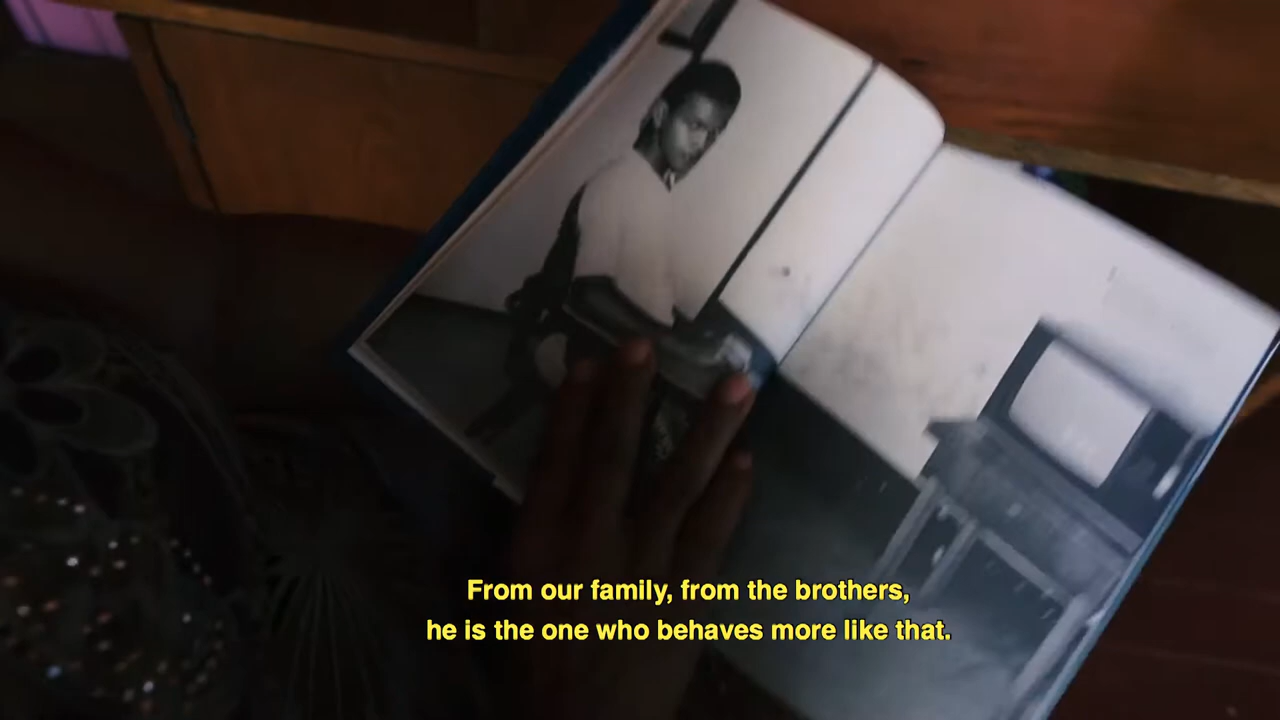 From our family, from the brothers,
he is the one who behaves more like that.